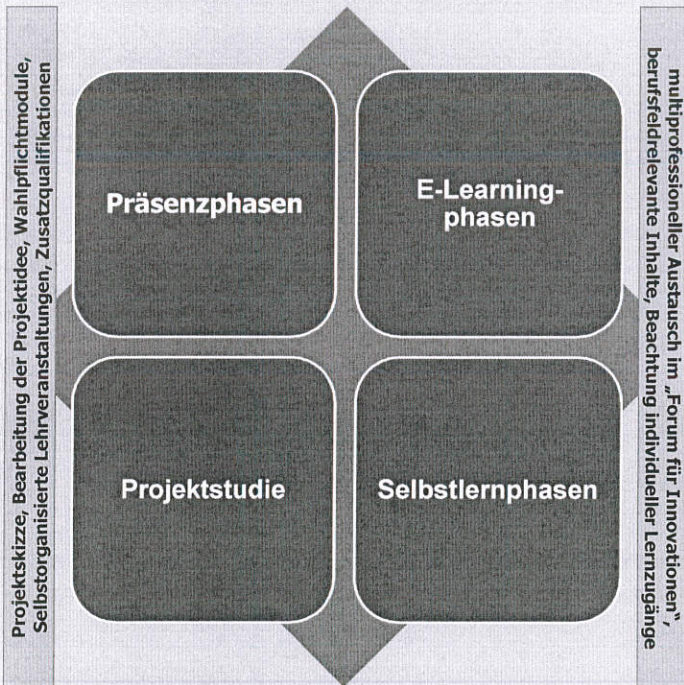 Projektskizze, Bearbeitung der Projektidee, Wahlpflichtmodule,
Selbstorganisierte Lehrveranstaltungen, Zusatzqualifikationen
Präsenzphasen
E-Learning-
phasen
Projektstudie
Selbstlernphasen
multiprofessioneller Austausch im „Forum für Innovationen“,
berufsfeldrelevante Inhalte, Beachtung individueller Lernzugänge